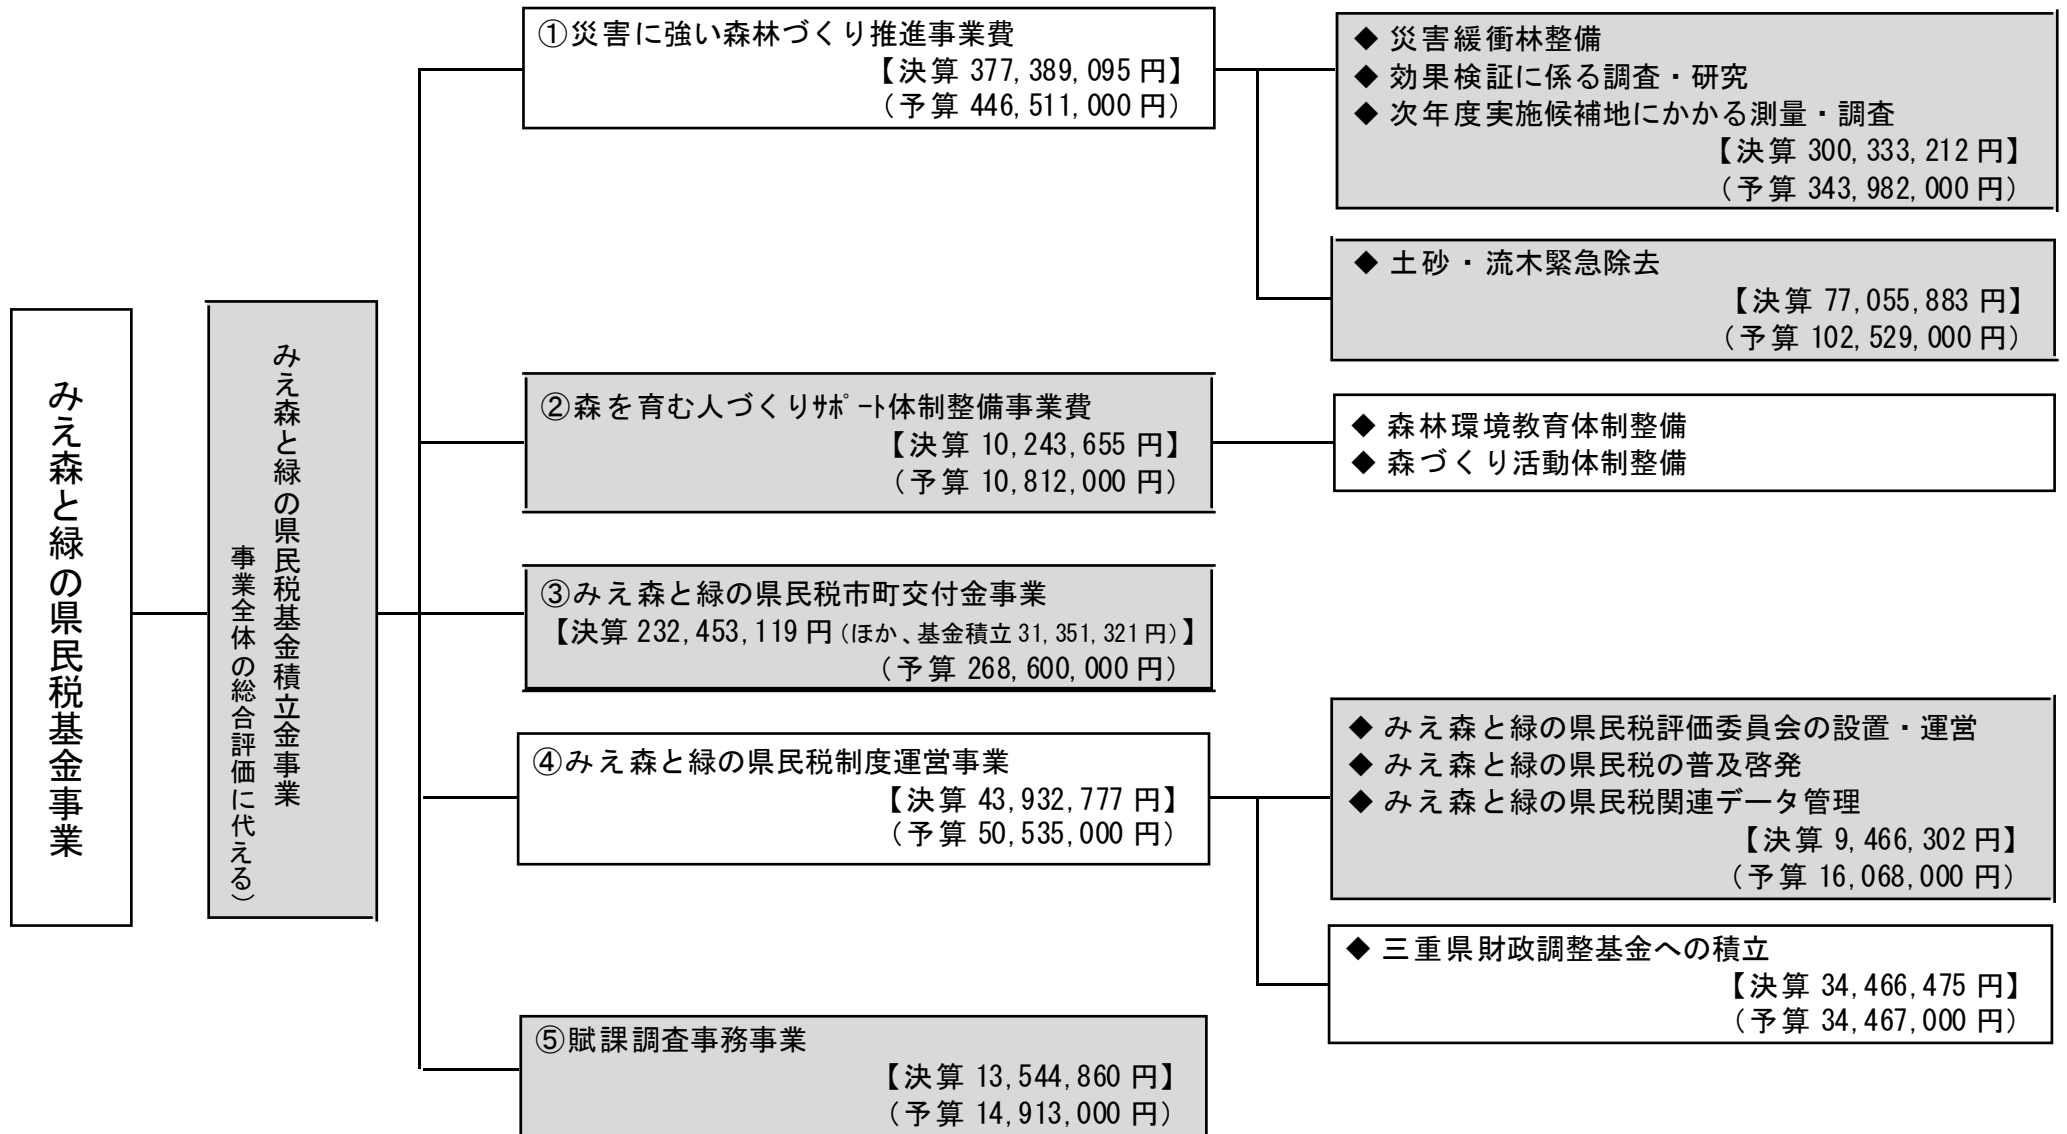 みえ森と緑の県民税基金事業
みえ森と緑の県民税基金積立金事業
事業全体の総合評価に代える）
①災害に強い森林づくり推進事業費
【決算 377,389,095 円】
（予算 446,511,000 円）
◆ 災害緩衝林整備
◆ 効果検証に係る調査・研究
◆ 次年度実施候補地にかかる測量・調査
【決算 300,333,212 円】
（予算 343,982,000 円）
◆ 土砂・流木緊急除去
【決算 77,055,883 円】
（予算 102,529,000 円）
②森を育む人づくりｻﾎﾟｰﾄ体制整備事業費
【決算 10,243,655 円】
（予算 10,812,000 円）
◆ 森林環境教育体制整備
◆ 森づくり活動体制整備
③みえ森と緑の県民税市町交付金事業
【決算 232,453,119 円（ほか、基金積立 31,351,321 円）】
（予算 268,600,000 円）
④みえ森と緑の県民税制度運営事業
【決算 43,932,777 円】
（予算 50,535,000 円）
◆ みえ森と緑の県民税評価委員会の設置・運営
◆ みえ森と緑の県民税の普及啓発
◆ みえ森と緑の県民税関連データ管理
【決算 9,466,302 円】
（予算 16,068,000 円）
◆ 三重県財政調整基金への積立
【決算 34,466,475 円】
（予算 34,467,000 円）
⑤賦課調査事務事業
【決算 13,544,860 円】
（予算 14,913,000 円）